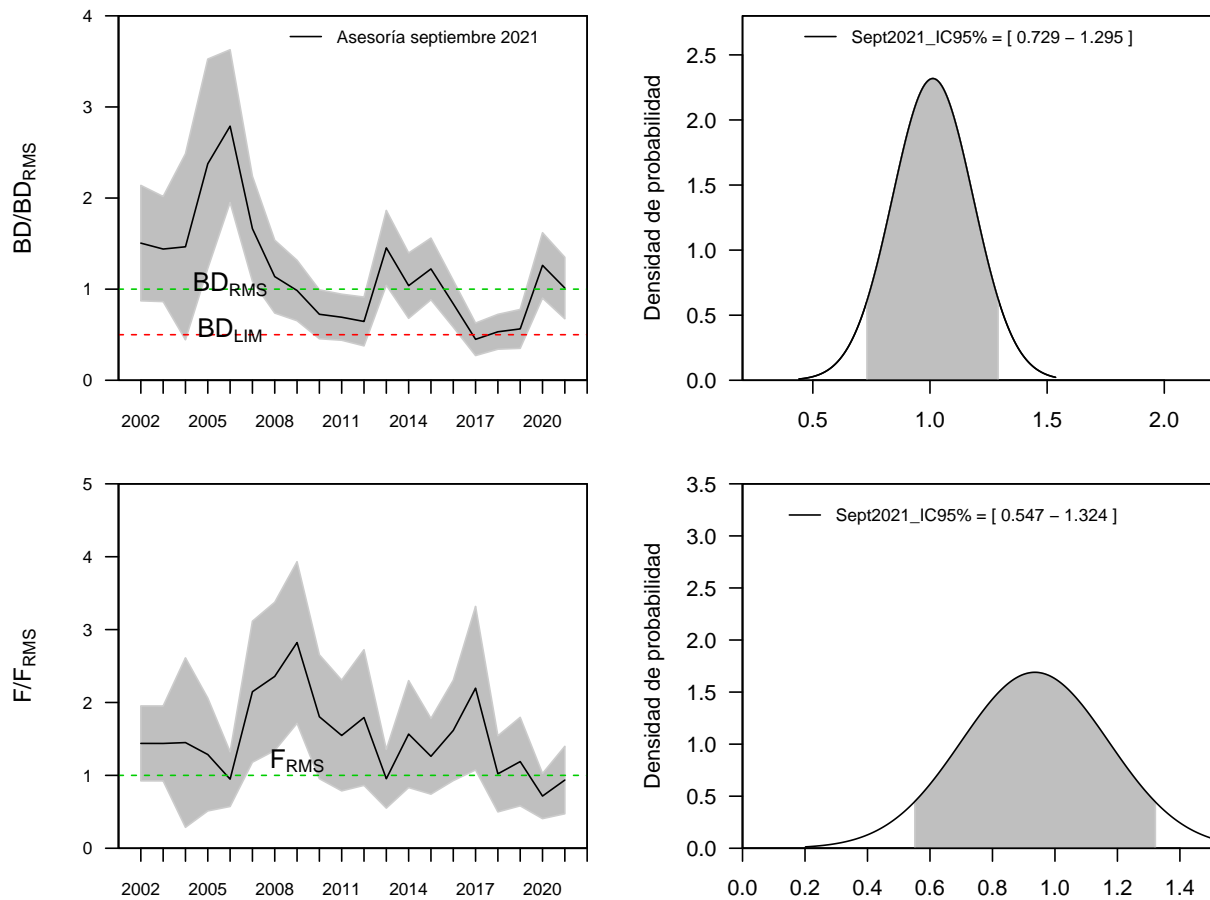 BD/BD_RMS
4
3
2
1
0
Asesoría septiembre 2021
BD_RMS
BD_LIM
2002 2005 2008 2011 2014 2017 2020
Densidad de probabilidad
2.5
2.0
1.5
1.0
0.5
0.0
Sept2021_IC95% = [ 0.729 − 1.295 ]
0.5 1.0 1.5 2.0
F/F_RMS
5
4
3
2
1
0
F_RMS
2002 2005 2008 2011 2014 2017 2020
Densidad de probabilidad
3.5
3.0
2.5
2.0
1.5
1.0
0.5
0.0
Sept2021_IC95% = [ 0.547 − 1.324 ]
0.0 0.2 0.4 0.6 0.8 1.0 1.2 1.4